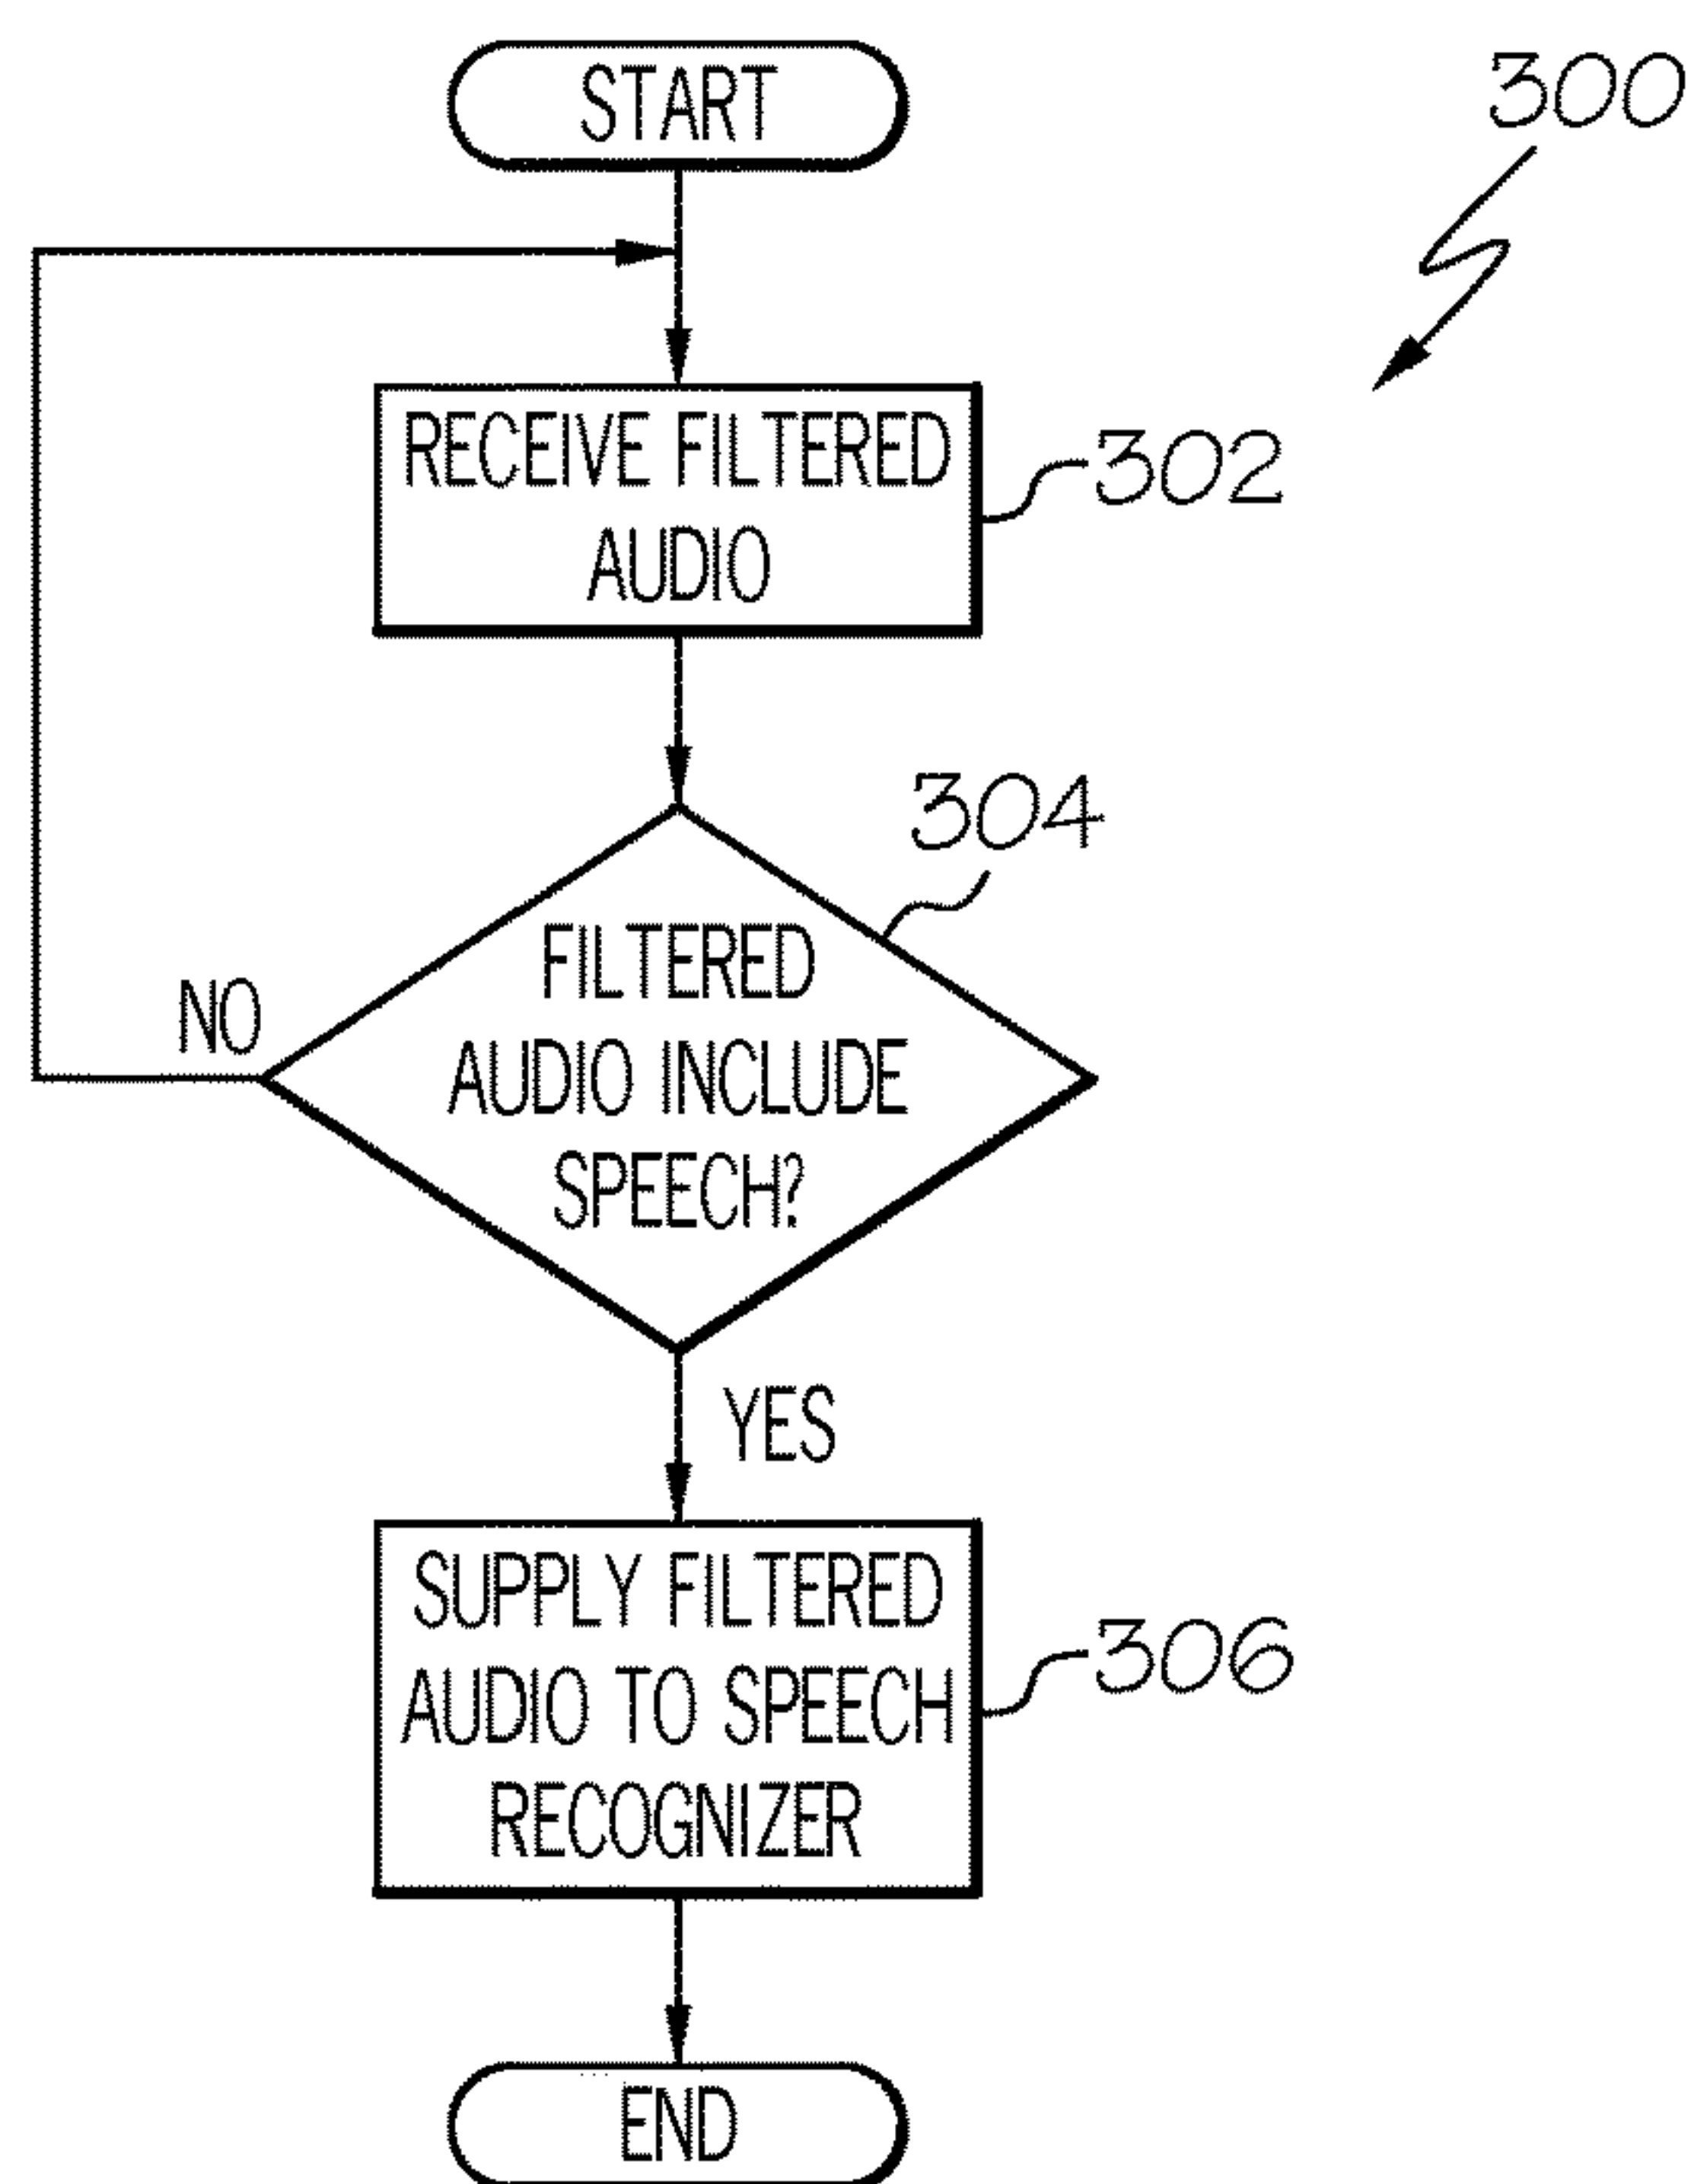 START
300
RECEIVE FILTERED
AUDIO
302
304
FILTERED
AUDIO INCLUDE
SPEECH?
NO
YES
SUPPLY FILTERED
AUDIO TO SPEECH
RECOGNIZER
306
END